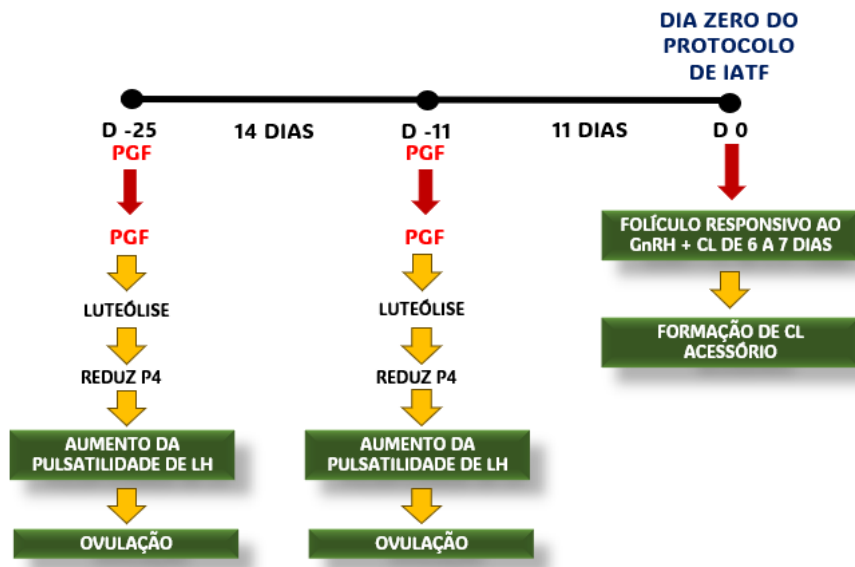 DIA ZERO DO
PROTOCOLO
DE IATF
D -25
14 DIAS
D -11
11 DIAS
D 0
PGF
PGF
PGF
PGF
FOLÍCULO RESPONSIVO AO
GnRH + CL DE 6 A 7 DIAS
LUTEÓLISE
LUTEÓLISE
FORMAÇÃO DE CL
ACESSÓRIO
REDUZ P4
REDUZ P4
AUMENTO DA
PULSATILIDADE DE LH
AUMENTO DA
PULSATILIDADE DE LH
OVULAÇÃO
OVULAÇÃO